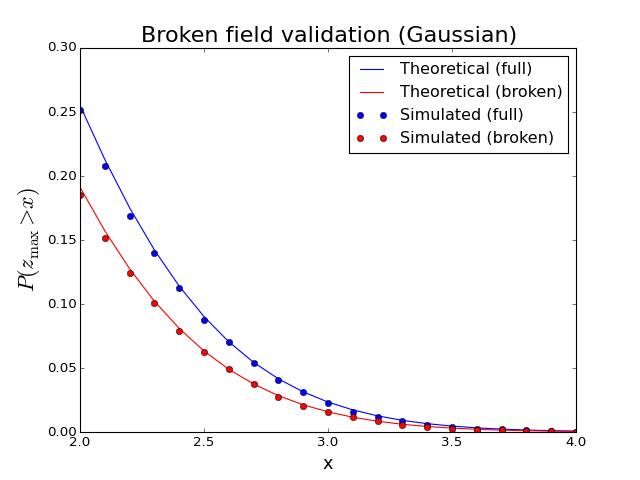 Broken field validation (Gaussian)
Theoretical (full)
Theoretical (broken)
Simulated (full)
Simulated (broken)
P(z_max > x)
0.30
0.25
0.20
0.15
0.10
0.05
0.00
2.0 2.5 3.0 3.5 4.0
x